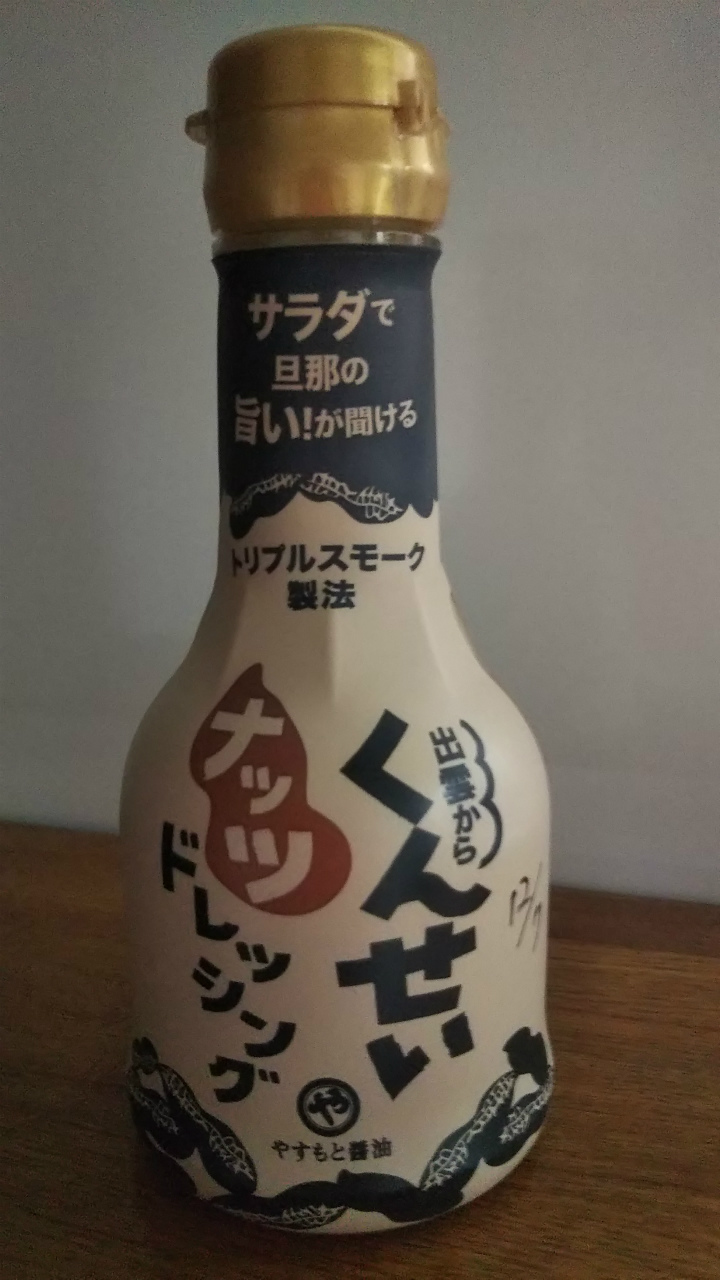 サラダで
旦那の
旨い!が聞ける
トリプルスモーク
製法
出雲から
くんせい
ナッツ
ドレッシング
や
やすもと醤油
12/7